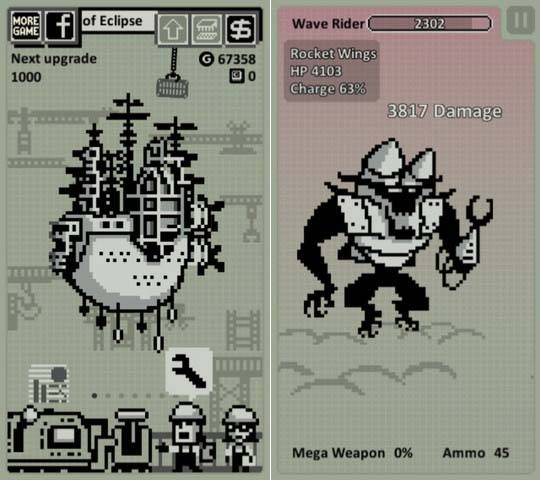 MORE
GAME
f
of Eclipse
$
Next upgrade
G 67358
1000
0
Wave Rider 2302
Rocket Wings
HP 4103
Charge 63%
3817 Damage
Mega Weapon 0%
Ammo 45